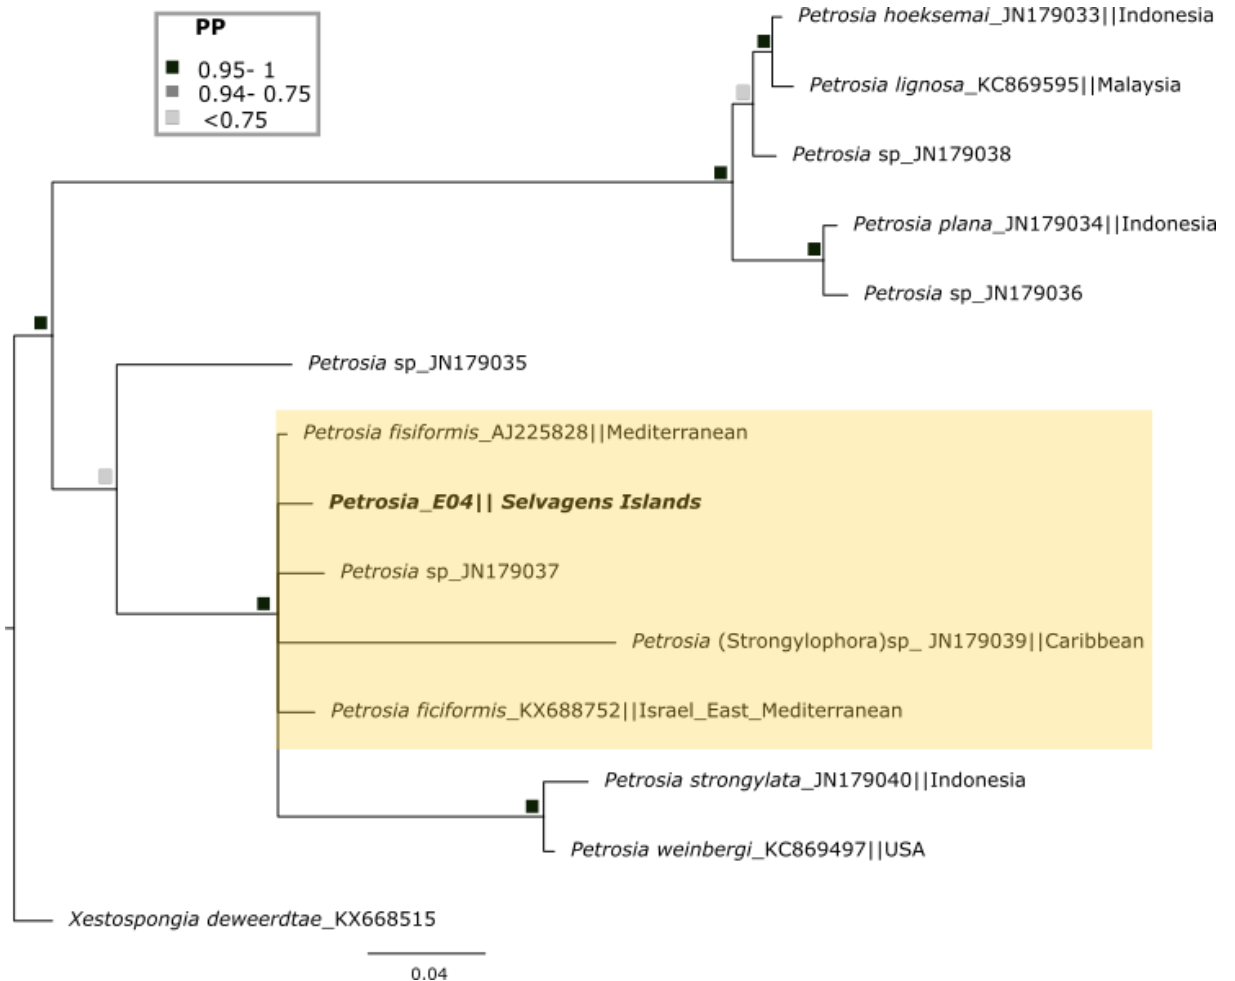 PP
0.95- 1
0.94- 0.75
<0.75
Petrosia hoeksemai_JN179033||Indonesia
Petrosia lignosa_KC869595||Malaysia
Petrosia sp_JN179038
Petrosia plana_JN179034||Indonesia
Petrosia sp_JN179036
Petrosia sp_JN179035
Petrosia fisiformis_AJ225828||Mediterranean
Petrosia_E04|| Selvagens Islands
Petrosia sp_JN179037
Petrosia (Strongylophora)sp_ JN179039||Caribbean
Petrosia ficiformis_KX688752||Israel_East_Mediterranean
Petrosia strongylata_JN179040||Indonesia
Petrosia weinbergi_KC869497||USA
Xestospongia deweerdtae_KX668515
0.04